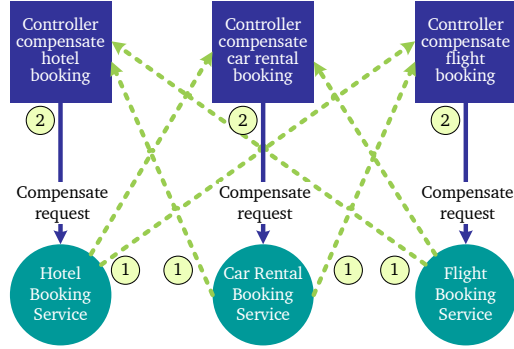 Controller
compensate
hotel
booking
Controller
compensate
car rental
booking
Controller
compensate
flight
booking
2
2
2
Compensate
request
Compensate
request
Compensate
request
Hotel
Booking
Service
1
1
Car Rental
Booking
Service
1
1
Flight
Booking
Service